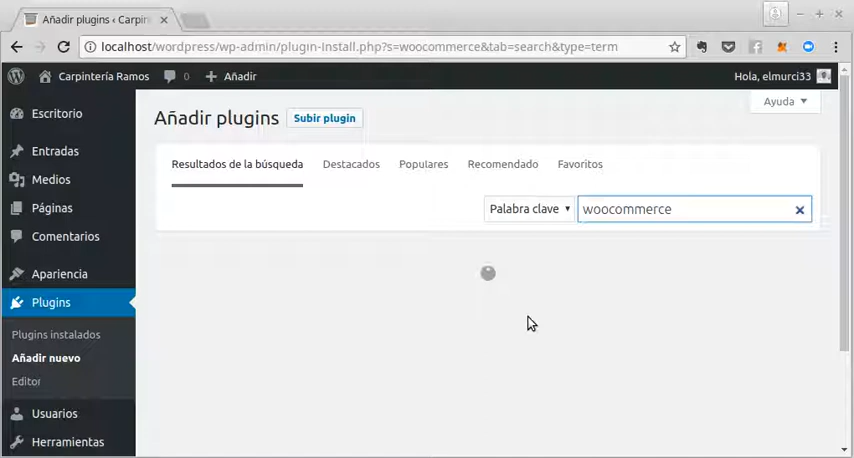 Añadir plugins ‹ Carpin
localhost/wordpress/wp-admin/plugin-install.php?s=woocommerce&tab=search&type=term
Carpintería Ramos 0 Añadir Hola, elmurci33
Ayuda
Escritorio
Entradas
Medios
Páginas
Comentarios
Apariencia
Plugins
Plugins instalados
Añadir nuevo
Editor
Usuarios
Herramientas
Añadir plugins Subir plugin
Resultados de la búsqueda Destacados Populares Recomendado Favoritos
Palabra clave woocommerce